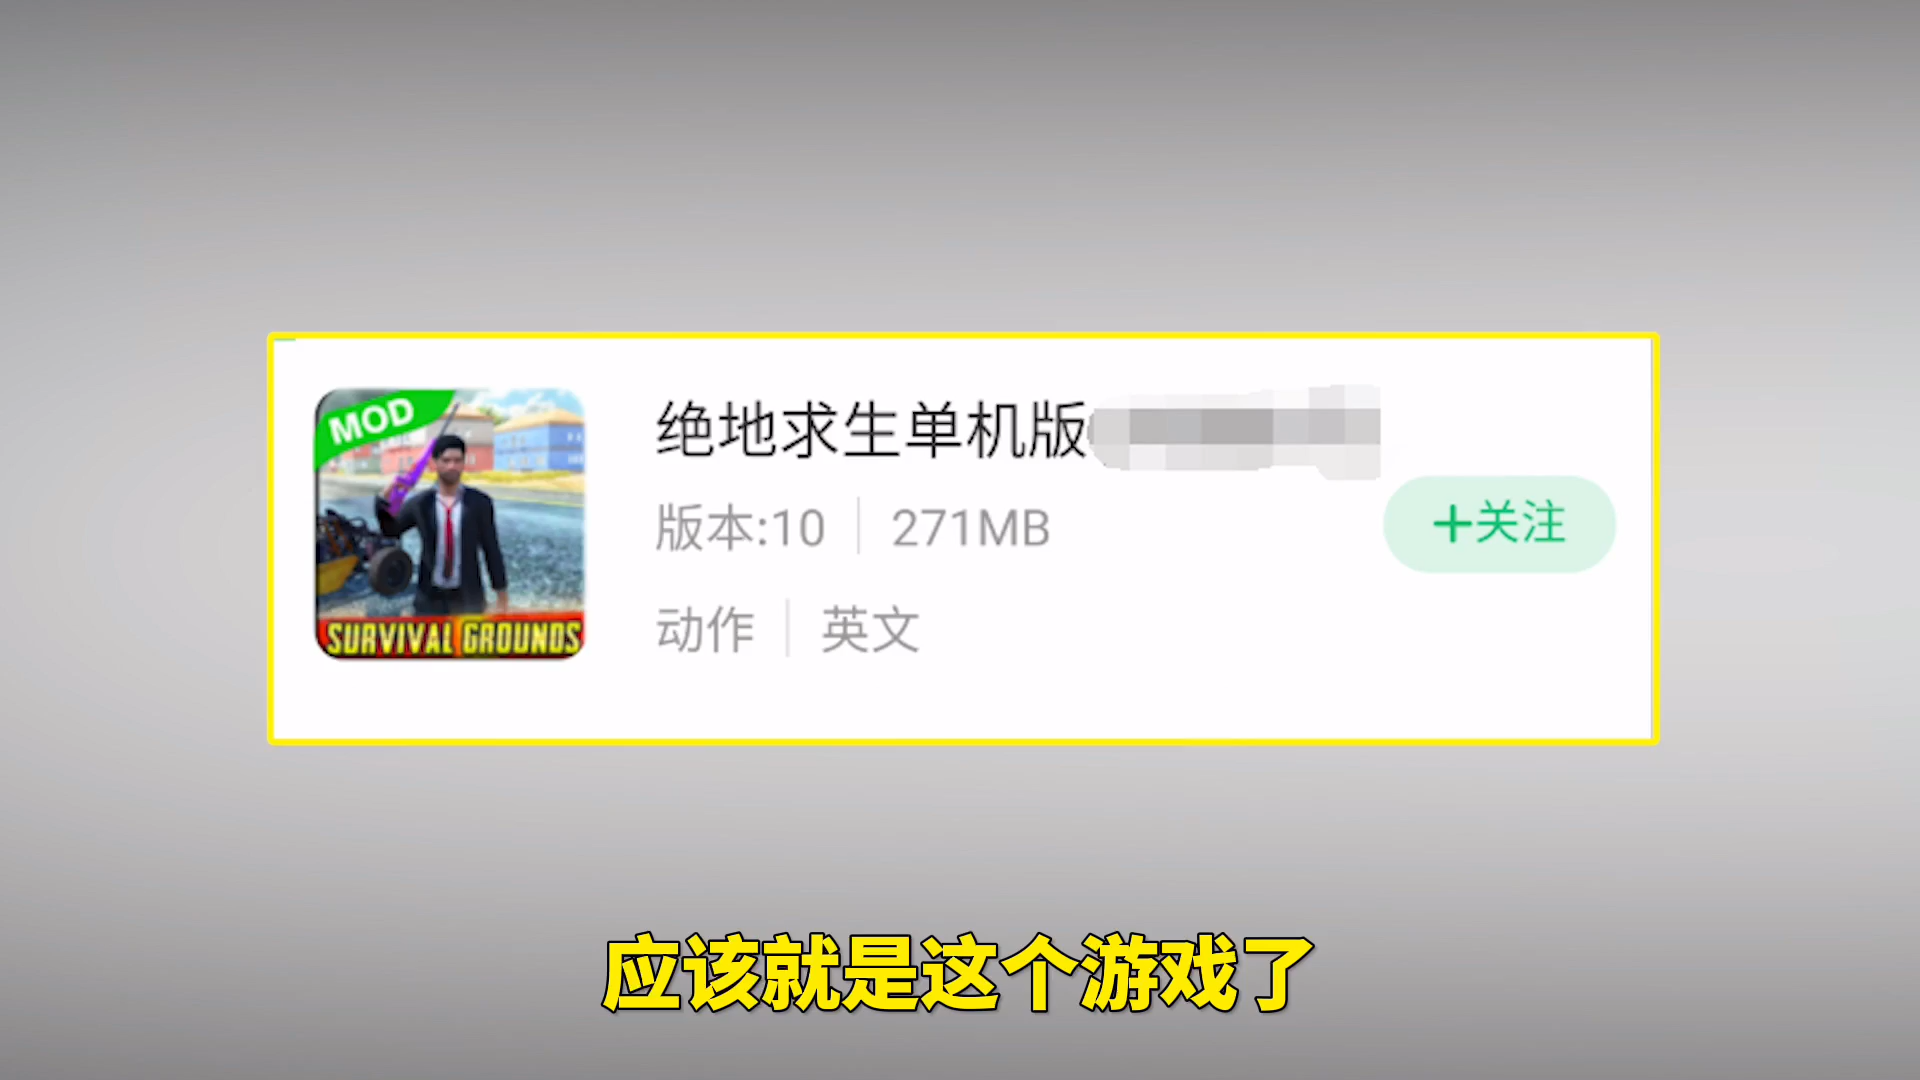 MOD
SURVIVAL GROUNDS
绝地求生单机版
版本:10
271MB
+关注
动作
英文
应该就是这个游戏了